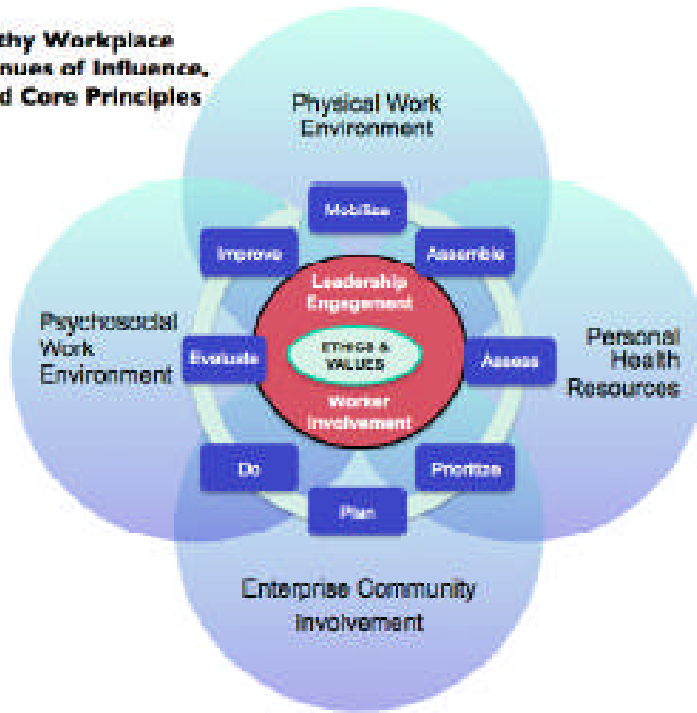 thy Workplace
nues of Influence,
d Core Principles
Physical Work
Environment
Mobilise
Improve
Assemble
Leadership
Engagement
Psychosocial
Work
Environment
Evaluate
ETHICS &
VALUES
Assess
Personal
Health
Resources
Worker
Involvement
Do
Prioritize
Plan
Enterprise Community
Involvement